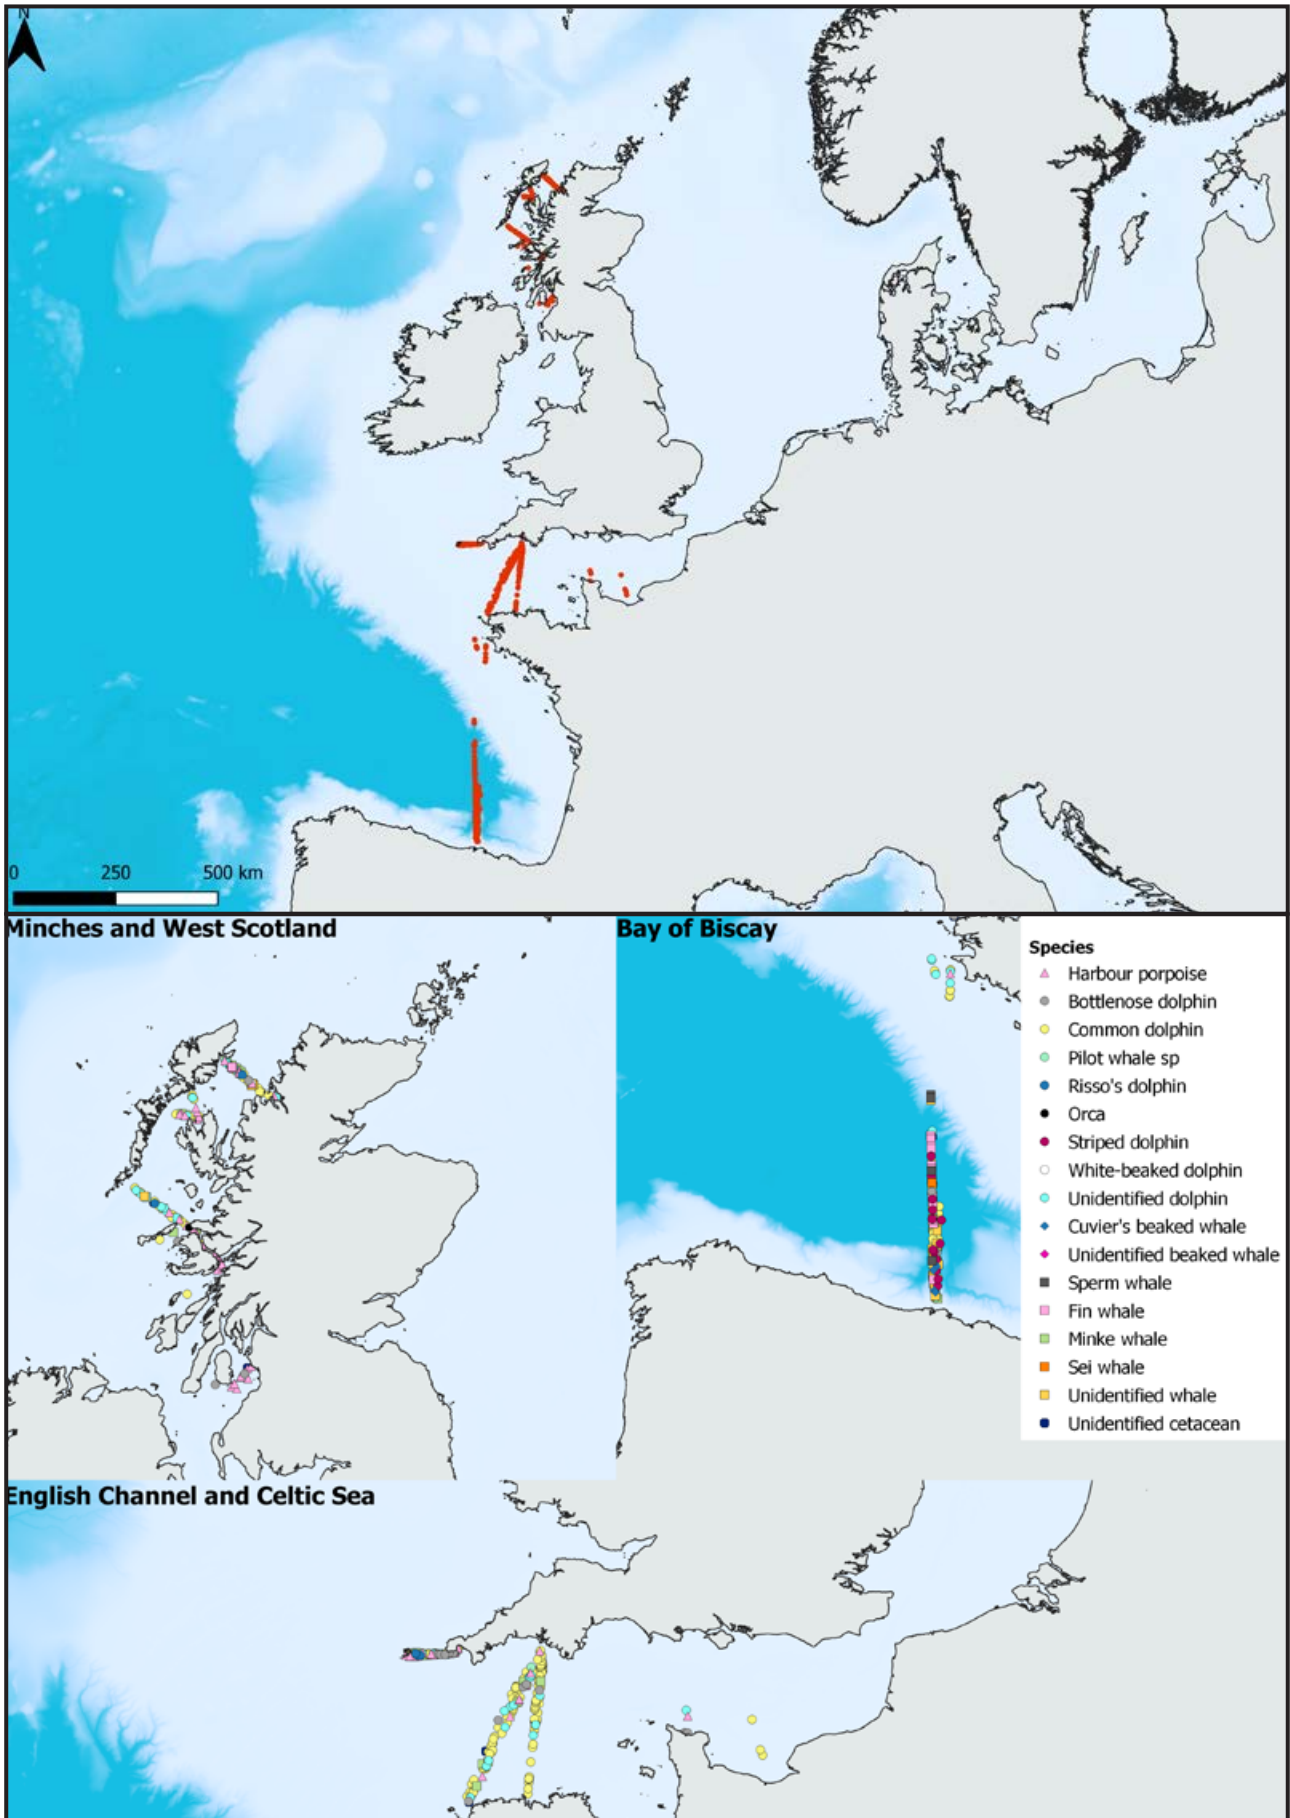 N
0 250 500 km
Minches and West Scotland
Bay of Biscay
Species
Harbour porpoise
Bottlenose dolphin
Common dolphin
Pilot whale sp
Risso's dolphin
Orca
Striped dolphin
White-beaked dolphin
Unidentified dolphin
Cuvier's beaked whale
Unidentified beaked whale
Sperm whale
Fin whale
Minke whale
Sei whale
Unidentified whale
Unidentified cetacean
English Channel and Celtic Sea